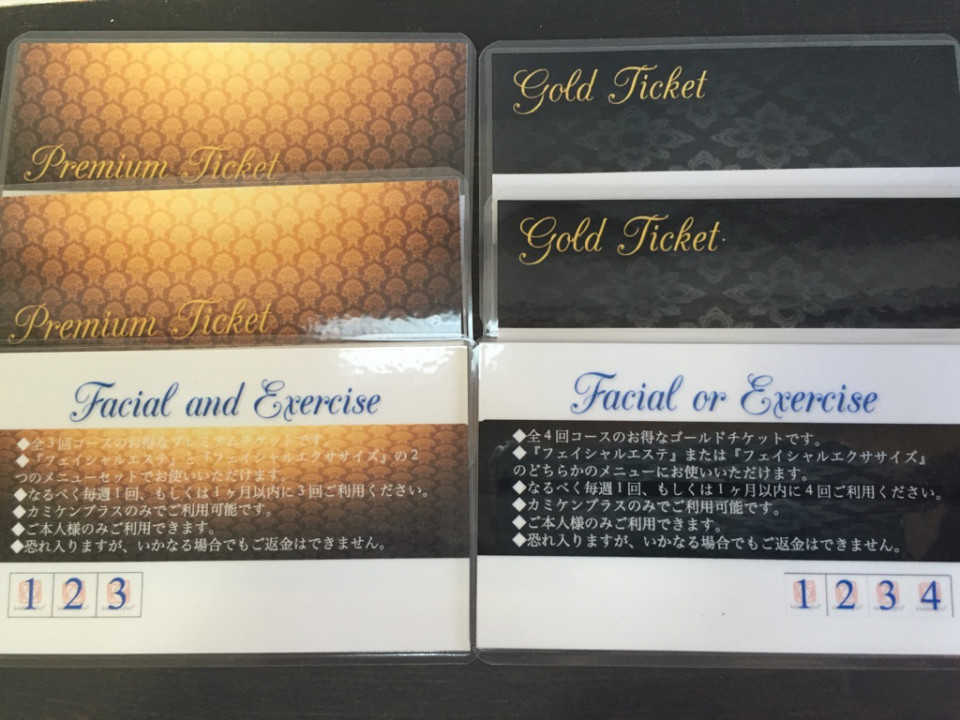 Premium Ticket
Premium Ticket
Facial and Exercise
◆全3回コースのお得なプレミアムチケットです。
◆『フェイシャルエステ』と『フェイシャルエクササイズ』の2
つのメニューセットでお使いいただけます。
◆なるべく毎週1回、もしくは1ヶ月以内に3回ご利用ください。
◆カミケンプラスのみでご利用可能です。
◆ご本人様のみご利用できます。
◆恐れ入りますが、いかなる場合でもご返金はできません。
1 2 3
Gold Ticket
Gold Ticket
Facial or Exercise
◆全4回コースのお得なゴールドチケットです。
◆『フェイシャルエステ』または『フェイシャルエクササイズ』
のどちらかのメニューにお使いいただけます。
◆なるべく毎週1回、もしくは1ヶ月以内に4回ご利用ください。
◆カミケンプラスのみでご利用可能です。
◆ご本人様のみご利用できます。
◆恐れ入りますが、いかなる場合でもご返金はできません。
1 2 3 4